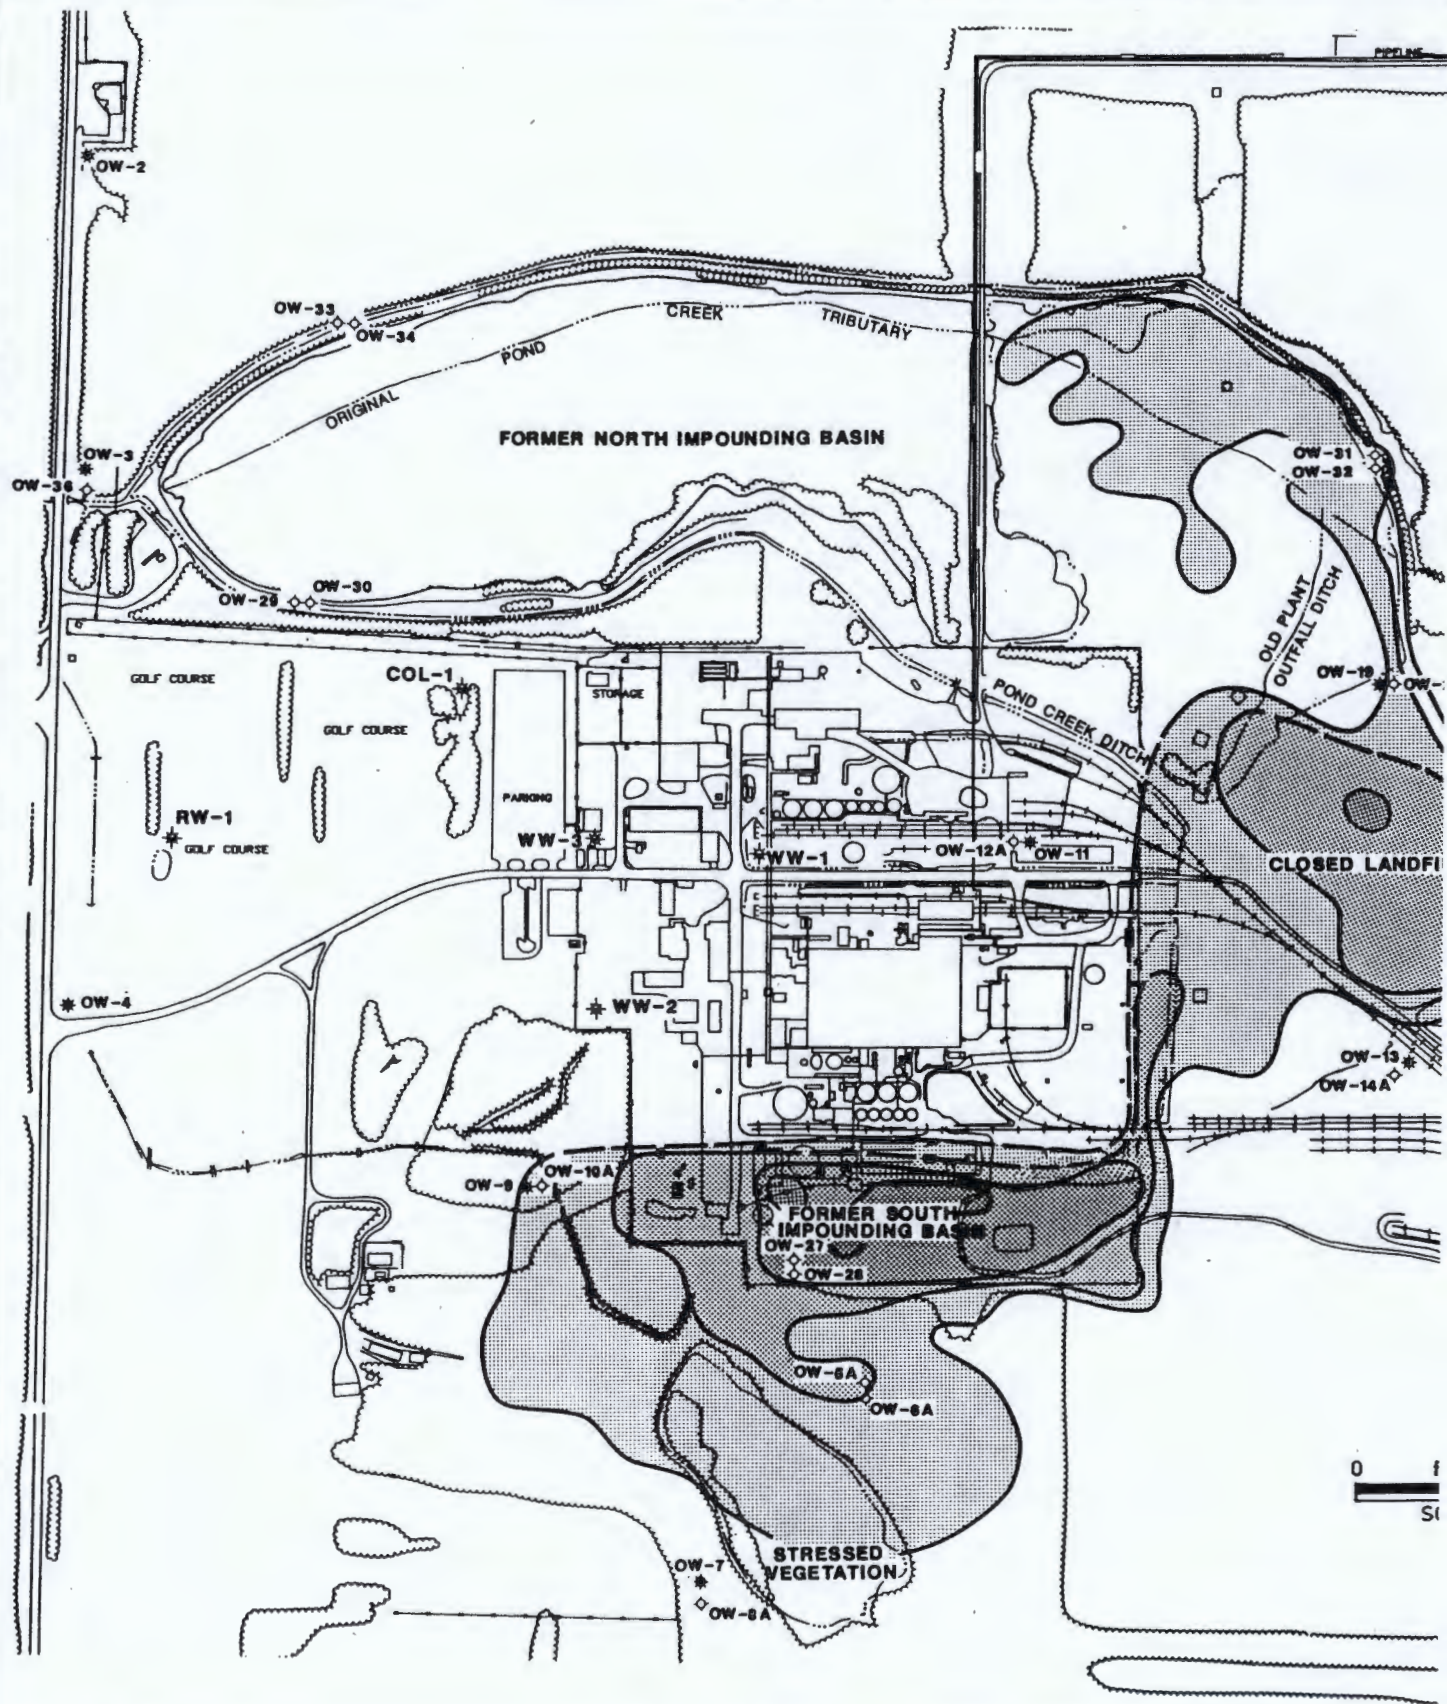 PIPELINE
OW-2
OW-33
OW-34
CREEK
TRIBUTARY
POND
ORIGINAL
FORMER NORTH IMPOUNDING BASIN
OW-3
OW-36
OW-31
OW-32
OW-30
OW-29
OLD PLANT
OUTFALL DITCH
GOLF COURSE
COL-1
STORAGE
OW-19
OW-
POND CREEK DITCH
GOLF COURSE
PARKING
RW-1
GOLF COURSE
WW-3
WW-1
OW-12A
OW-11
CLOSED LANDFI
OW-4
WW-2
OW-13
OW-14A
OW-10A
OW-9
FORMER SOUTH
IMPOUNDING BASIN
OW-27
OW-28
OW-5A
OW-6A
0
STRESSED
VEGETATION
OW-7
OW-8A